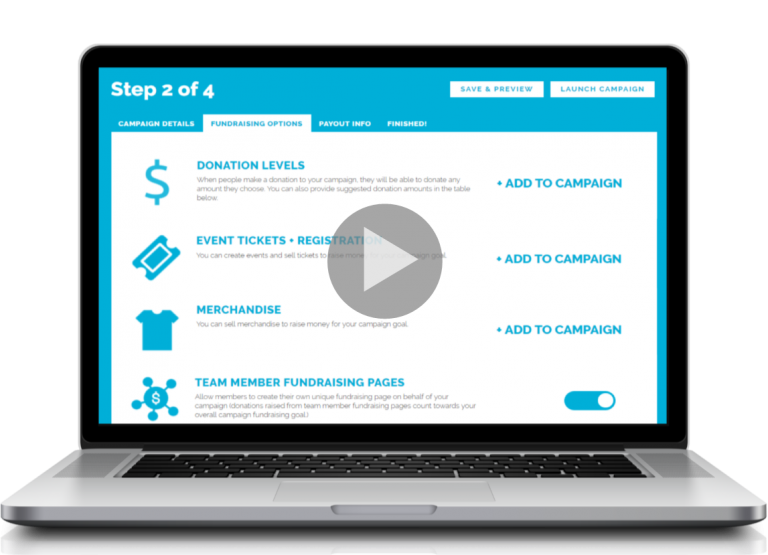 Step 2 of 4
SAVE & PREVIEW
LAUNCH CAMPAIGN
CAMPAIGN DETAILS
FUNDRAISING OPTIONS
PAYOUT INFO
FINISHED!
DONATION LEVELS
When people make a donation to your campaign, they will be able to donate any
amount they choose. You can also provide suggested donation amounts in the table
below.
+ ADD TO CAMPAIGN
EVENT TICKETS + REGISTRATION
You can create events and sell tickets to raise money campaign goal.
+ ADD TO CAMPAIGN
MERCHANDISE
You can sell merchandise to raise money for your campaign goal.
+ ADD TO CAMPAIGN
$
TEAM MEMBER FUNDRAISING PAGES
Allow members to create their own unique fundraising page on behalf of your
campaign (donations raised from team member fundraising pages count towards your
overall campaign fundraising goal.)